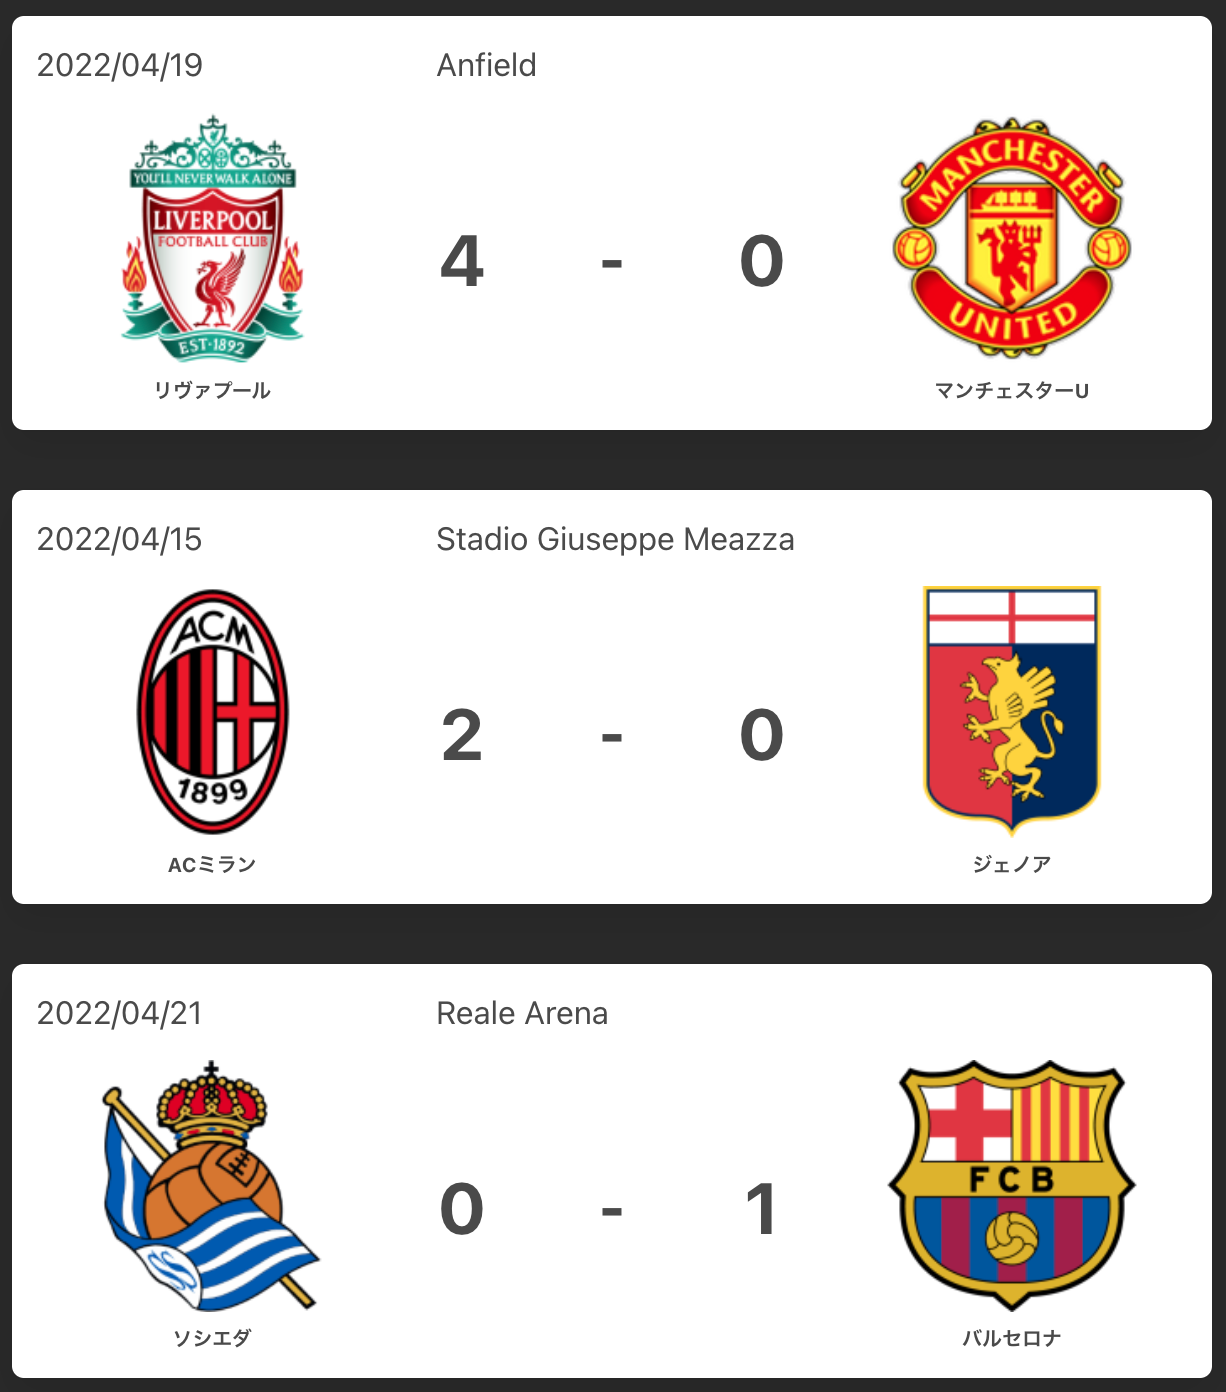 2022/04/19
Anfield
YOU'LL NEVER WALK ALONE
LIVERPOOL
FOOTBALL CLUB
EST·1892
4 - 0
MANCHESTER
UNITED
リヴァプール
マンチェスターU
2022/04/15
Stadio Giuseppe Meazza
ACM
1899
2 - 0
ACミラン
ジェノア
2022/04/21
Reale Arena
0 - 1
FCB
ソシエダ
バルセロナ